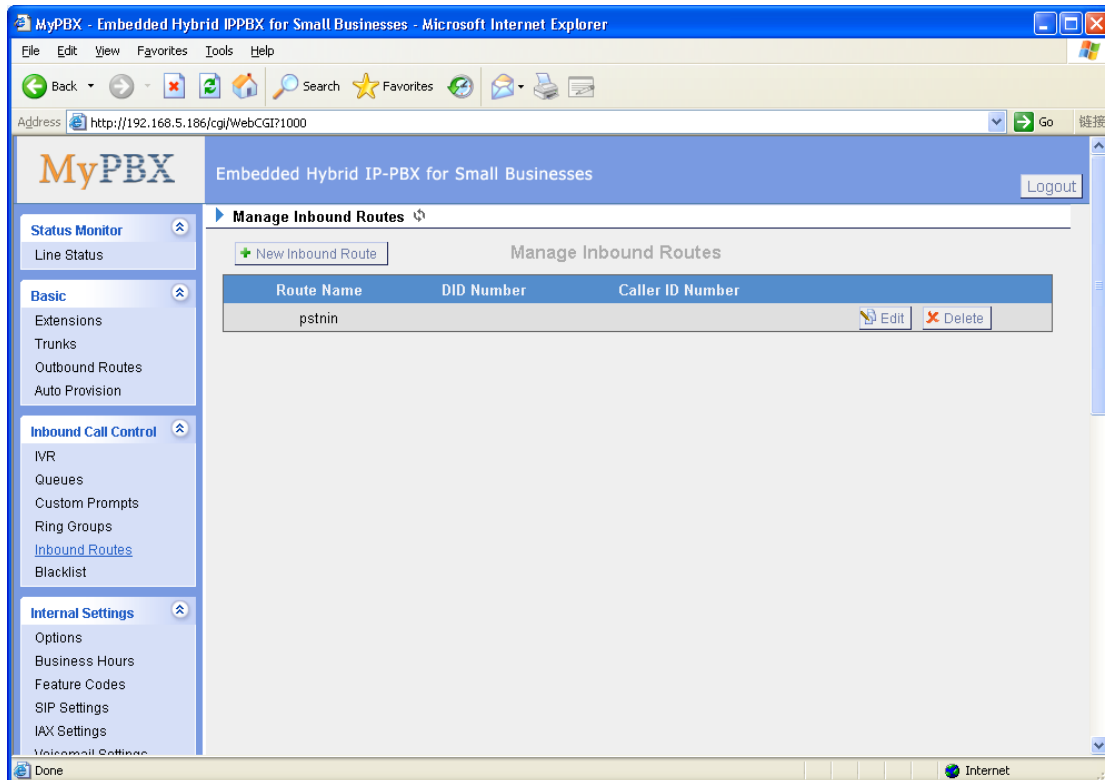 MyPBX - Embedded Hybrid IPPBX for Small Businesses - Microsoft Internet Explorer
File Edit View Favorites Tools Help
Back Search Favorites
Address http://192.168.5.186/cgi/WebCGI?1000 Go 链接
MyPBX
Embedded Hybrid IP-PBX for Small Businesses
Logout
Status Monitor
Line Status
Basic
Extensions
Trunks
Outbound Routes
Auto Provision
Inbound Call Control
IVR
Queues
Custom Prompts
Ring Groups
Inbound Routes
Blacklist
Internal Settings
Options
Business Hours
Feature Codes
SIP Settings
IAX Settings
Voicemail Settings
Manage Inbound Routes
New Inbound Route
Manage Inbound Routes
Route Name DID Number Caller ID Number
pstnin Edit Delete
Done Internet